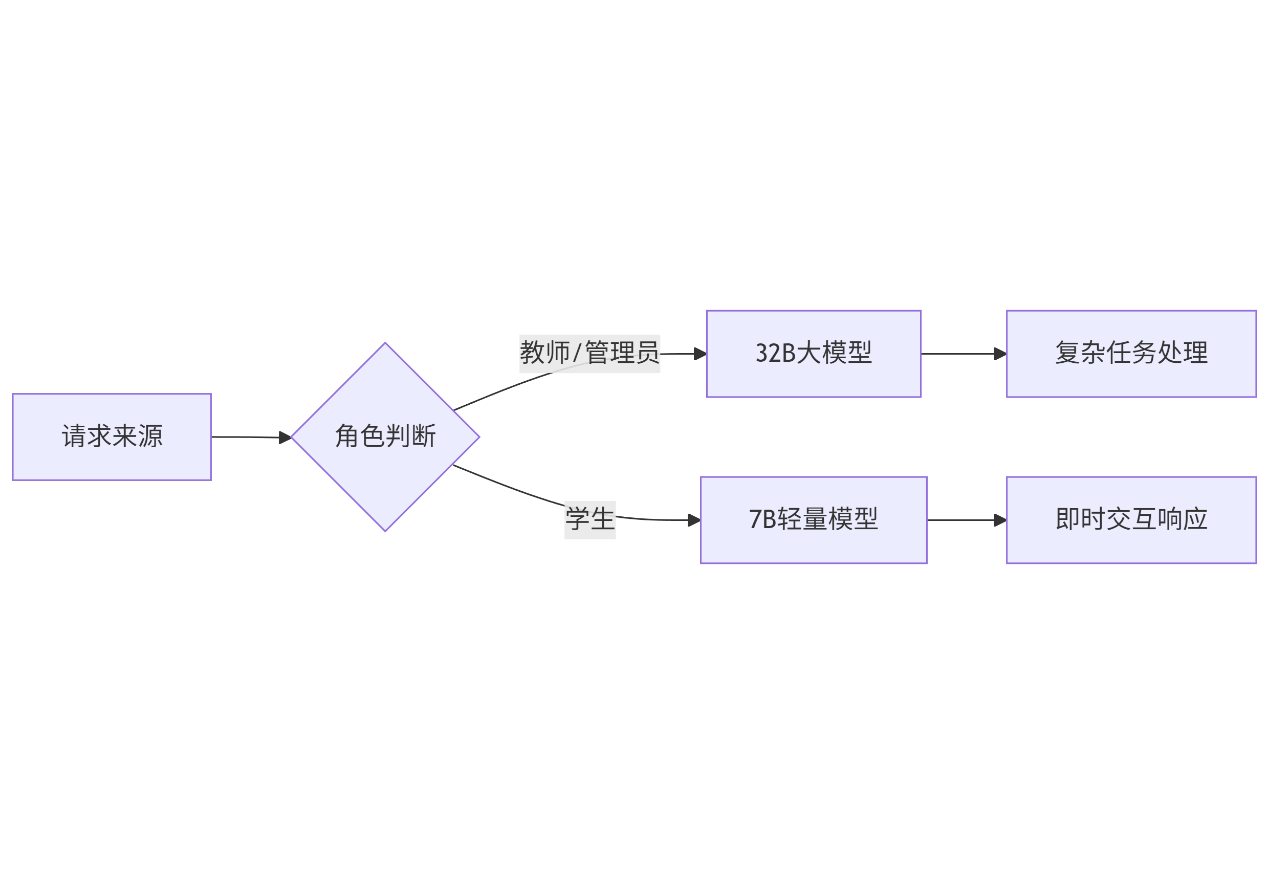 请求来源
角色判断
教师/管理员
32B大模型
复杂任务处理
学生
7B轻量模型
即时交互响应